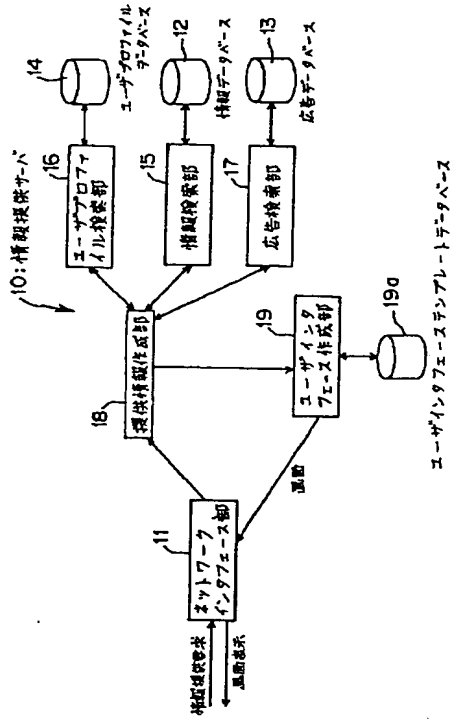 10:情報提供サーバ
14
ユーザプロファイル
データベース
16
ユーザプロファ
イル検索部
12
情報データベース
15
情報検索部
13
広告データベース
17
広告検索部
18
提供情報作成部
19
ユーザインタ
フェース作成部
19a
ユーザインタフェーステンプレートデータベース
画面
11
ネットワーク
インタフェース部
情報提供要求
画面表示